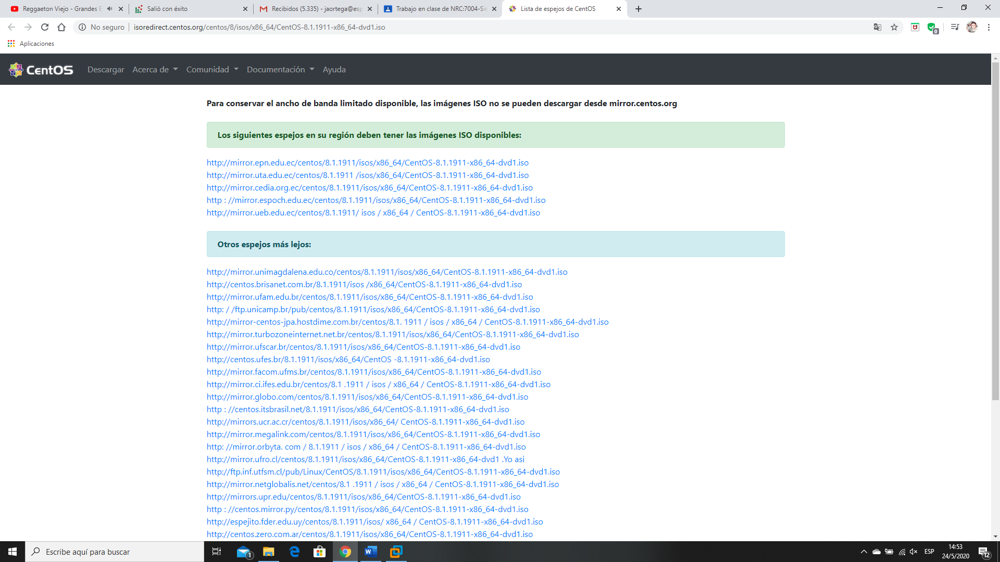 Reggaeton Viejo - Grandes E
Salió con éxito
Recibidos (5.335) - jaortega@esp
Trabajo en clase de NRC:7004-Sis
Lista de espejos de CentOS
No seguro
isoredirect.centos.org/centos/8/isos/x86_64/CentOS-8.1.1911-x86_64-dvd1.iso
0
Aplicaciones
CentOS
Descargar
Acerca de
Comunidad
Documentación
Ayuda
Para conservar el ancho de banda limitado disponible, las imágenes ISO no se pueden descargar desde mirror.centos.org
Los siguientes espejos en su región deben tener las imágenes ISO disponibles:
http://mirror.epn.edu.ec/centos/8.1.1911/isos/x86_64/CentOS-8.1.1911-x86_64-dvd1.iso
http://mirror.uta.edu.ec/centos/8.1.1911 /isos/x86_64/CentOS-8.1.1911-x86_64-dvd1.iso
http://mirror.cedia.org.ec/centos/8.1.1911/isos/x86_64/CentOS-8.1.1911-x86_64-dvd1.iso
http : //mirror.espoch.edu.ec/centos/8.1.1911/isos/x86_64/CentOS-8.1.1911-x86_64-dvd1.iso
http://mirror.ueb.edu.ec/centos/8.1.1911/ isos / x86_64 / CentOS-8.1.1911-x86_64-dvd1.iso
Otros espejos más lejos:
http://mirror.unimagdalena.edu.co/centos/8.1.1911/isos/x86_64/CentOS-8.1.1911-x86_64-dvd1.iso
http://centos.brisanet.com.br/8.1.1911/isos /x86_64/CentOS-8.1.1911-x86_64-dvd1.iso
http://mirror.ufam.edu.br/centos/8.1.1911/isos/x86_64/CentOS-8.1.1911-x86_64-dvd1.iso
http: / /ftp.unicamp.br/pub/centos/8.1.1911/isos/x86_64/CentOS-8.1.1911-x86_64-dvd1.iso
http://mirror-centos-jpa.hostdime.com.br/centos/8.1. 1911 / isos / x86_64 / CentOS-8.1.1911-x86_64-dvd1.iso
http://mirror.turbozoneinternet.net.br/centos/8.1.1911/isos/x86_64/CentOS-8.1.1911-x86_64-dvd1.iso
http://mirror.ufscar.br/centos/8.1.1911/isos/x86_64/CentOS-8.1.1911-x86_64-dvd1.iso
http://centos.ufes.br/8.1.1911/isos/x86_64/CentOS -8.1.1911-x86_64-dvd1.iso
http://mirror.facom.ufms.br/centos/8.1.1911/isos/x86_64/CentOS-8.1.1911-x86_64-dvd1.iso
http://mirror.ci.ifes.edu.br/centos/8.1 .1911 / isos / x86_64 / CentOS-8.1.1911-x86_64-dvd1.iso
http://mirror.globo.com/centos/8.1.1911/isos/x86_64/CentOS-8.1.1911-x86_64-dvd1.iso
http : //centos.itsbrasil.net/8.1.1911/isos/x86_64/CentOS-8.1.1911-x86_64-dvd1.iso
http://mirrors.ucr.ac.cr/centos/8.1.1911/isos/x86_64/ CentOS-8.1.1911-x86_64-dvd1.iso
http://mirror.megalink.com/centos/8.1.1911/isos/x86_64/CentOS-8.1.1911-x86_64-dvd1.iso
http: //mirror.orbyta. com / 8.1.1911 / isos / x86_64 / CentOS-8.1.1911-x86_64-dvd1.iso
http://mirror.ufro.cl/centos/8.1.1911/isos/x86_64/CentOS-8.1.1911-x86_64-dvd1 .Yo asi
http://ftp.inf.utfsm.cl/pub/Linux/CentOS/8.1.1911/isos/x86_64/CentOS-8.1.1911-x86_64-dvd1.iso
http://mirror.netglobalis.net/centos/8.1 .1911 / isos / x86_64 / CentOS-8.1.1911-x86_64-dvd1.iso
http://mirrors.upr.edu/centos/8.1.1911/isos/x86_64/CentOS-8.1.1911-x86_64-dvd1.iso
http : //centos.mirror.py/centos/8.1.1911/isos/x86_64/CentOS-8.1.1911-x86_64-dvd1.iso
http://espejito.fder.edu.uy/centos/8.1.1911/isos/ x86_64 / CentOS-8.1.1911-x86_64-dvd1.iso
http://centos.zero.com.ar/centos/8.1.1911/isos/x86_64/CentOS-8.1.1911-x86_64-dvd1.iso
Escribe aquí para buscar
1
ESP
14:53
24/5/2020
12